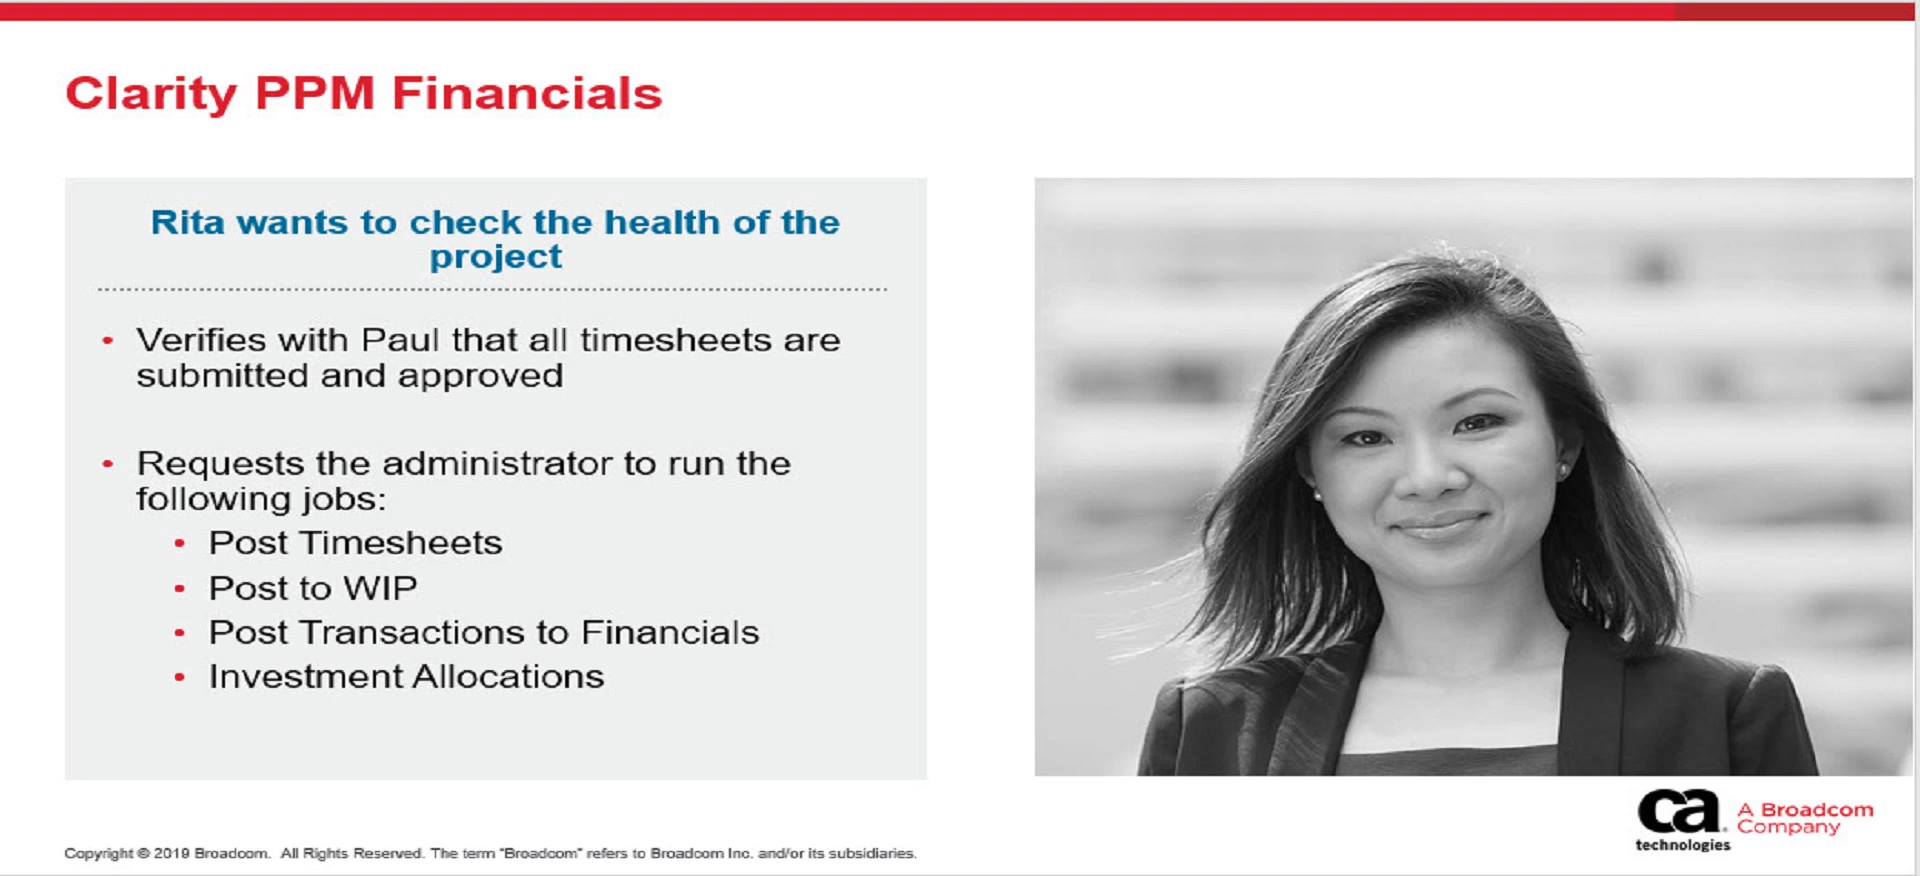 Clarity PPM Financials
Rita wants to check the health of the
project
• Verifies with Paul that all timesheets are
submitted and approved
• Requests the administrator to run the
following jobs:
• Post Timesheets
• Post to WIP
• Post Transactions to Financials
• Investment Allocations
ca
technologies
A Broadcom
Company
Copyright © 2019 Broadcom. All Rights Reserved. The term "Broadcom" refers to Broadcom Inc. and/or its subsidiaries.